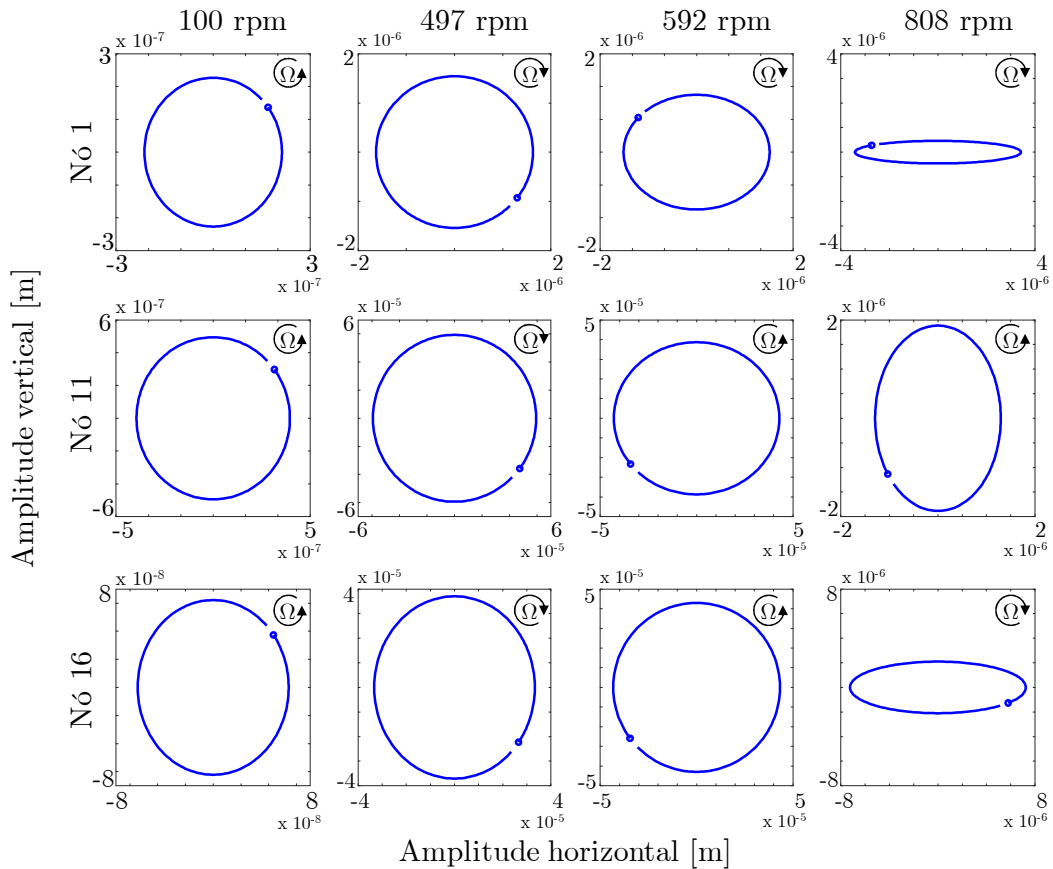 100 rpm 497 rpm 592 rpm 808 rpm
x 10-7 x 10-6 x 10-6 x 10-6
3 2 2 4
Ω Ω Ω Ω
Nó 1
-3 -2 -2 -4
-3 3 -2 2 -2 2 -4 4
x 10-7 x 10-6 x 10-6 x 10-6
x 10-7 x 10-5 x 10-5 x 10-6
6 6 5 2
Ω Ω Ω Ω
Nó 11
-6 -6 -5 -2
-5 5 -6 6 -5 5 -2 2
x 10-7 x 10-5 x 10-5 x 10-6
x 10-8 x 10-5 x 10-5 x 10-6
8 4 5 8
Ω Ω Ω Ω
Nó 16
-8 -4 -5 -8
-8 8 -4 4 -5 5 -8 8
x 10-8 x 10-5 x 10-5 x 10-6
Amplitude vertical [m]
Amplitude horizontal [m]